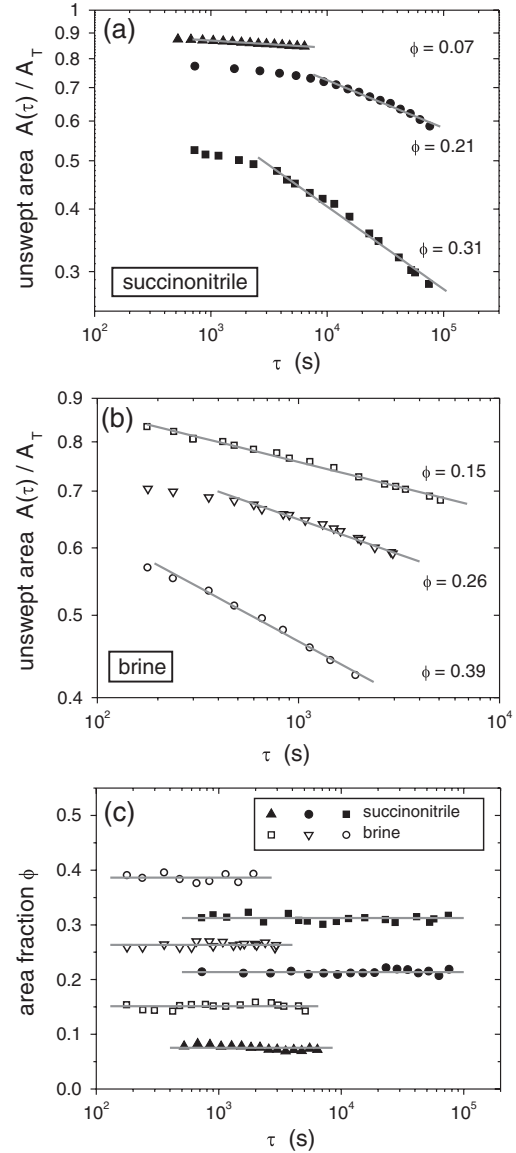 (a)
1
0.9
0.8
0.7
0.6
0.5
0.4
0.3
unswept area A(τ) / A_T
ϕ = 0.07
ϕ = 0.21
ϕ = 0.31
succinonitrile
10^2 10^3 10^4 10^5
τ (s)
(b)
0.9
0.8
0.7
0.6
0.5
0.4
unswept area A(τ) / A_T
ϕ = 0.15
ϕ = 0.26
ϕ = 0.39
brine
10^2 10^3 10^4
τ (s)
(c)
0.5
0.4
0.3
0.2
0.1
0.0
area fraction ϕ
succinonitrile
brine
10^2 10^3 10^4 10^5
τ (s)